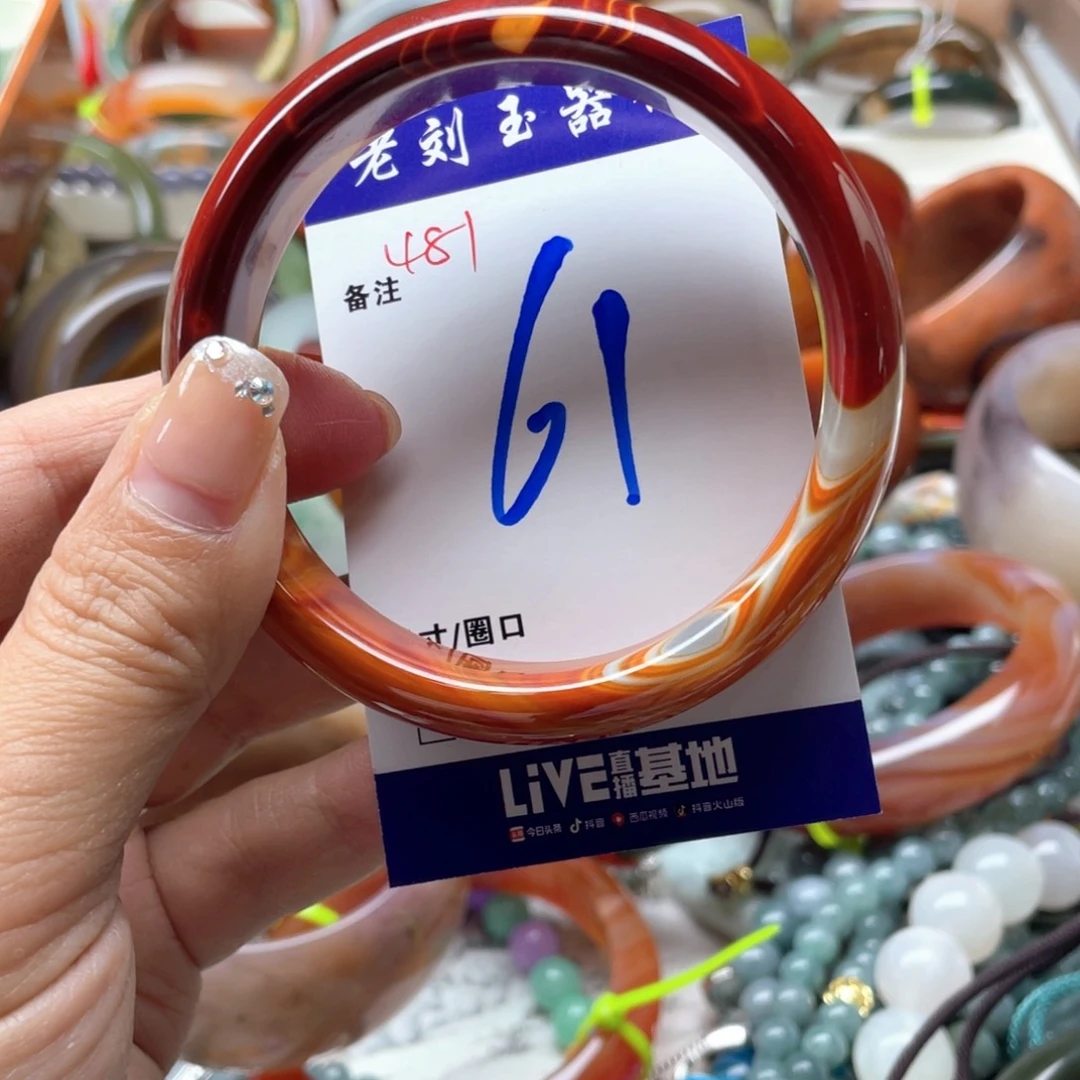 老刘玉器
481
备注
61
寸/圈口
LiVE直播基地
今日头条 抖音 西瓜视频 抖音火山版